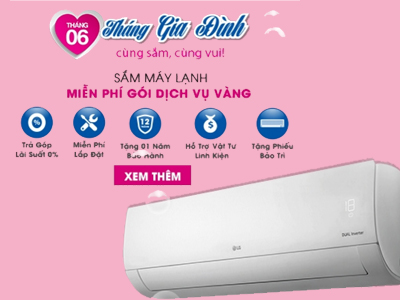 THÁNG
06
Tháng Gia Đình
cùng sắm, cùng vui!
SẮM MÁY LẠNH
MIỄN PHÍ GÓI DỊCH VỤ VÀNG
%
12
$
Trả Góp
Lãi Suất 0%
Miễn Phí
Lắp Đặt
Tặng 01 Năm
Bảo Hành
Hỗ Trợ Vật Tư
Linh Kiện
Tặng Phiếu
Bảo Trì
XEM THÊM
18
LG
DUAL Inverter